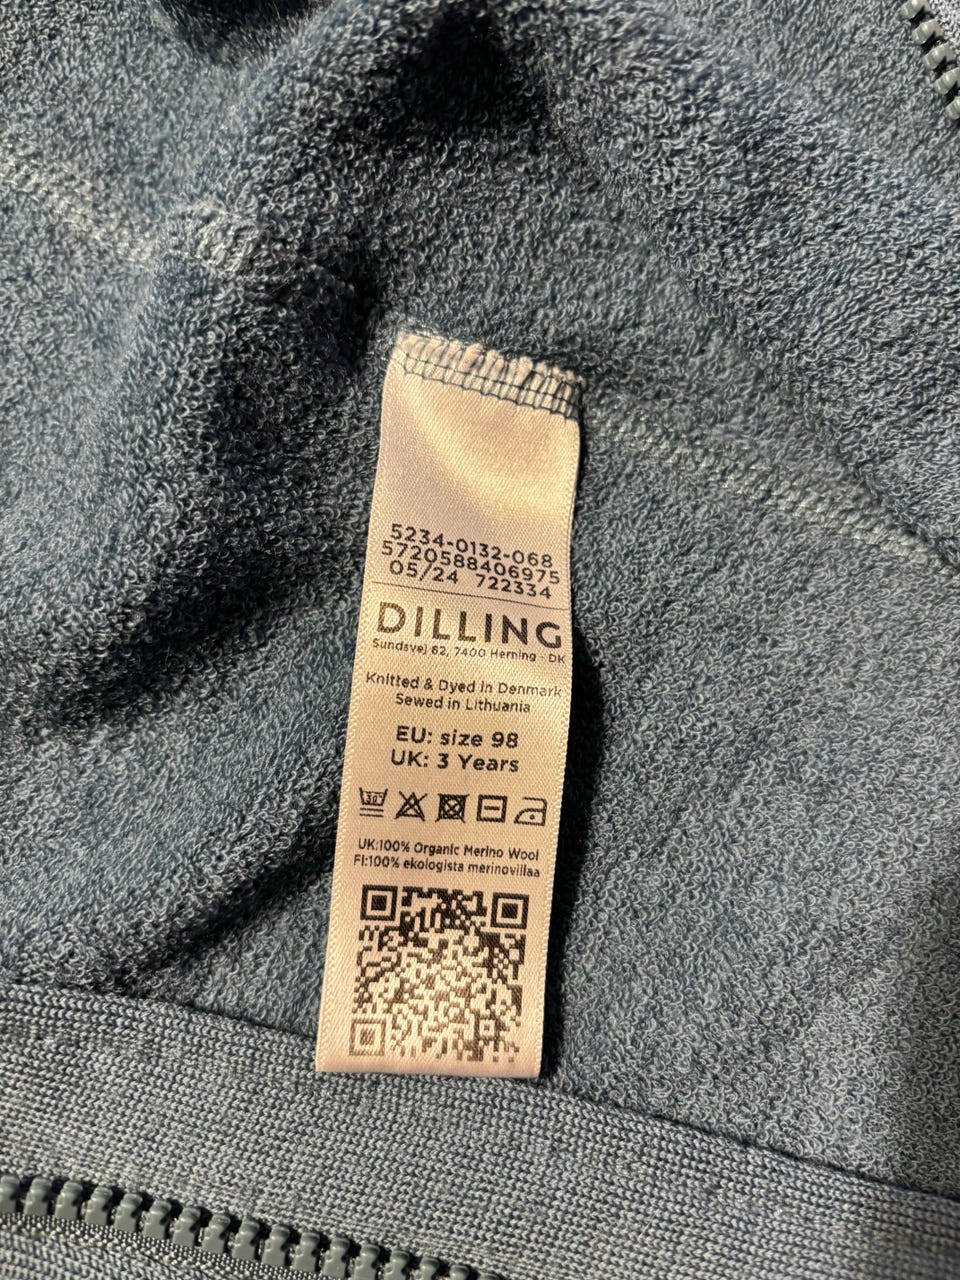 5234-0132-068
5720588406975
05/24 722334
DILLING
Sundsvej 62, 7400 Herning - DK
Knitted & Dyed in Denmark
Sewed in Lithuania
EU: size 98
UK: 3 Years
30°
UK:100% Organic Merino Wool
FI:100% ekologista merinovillaa